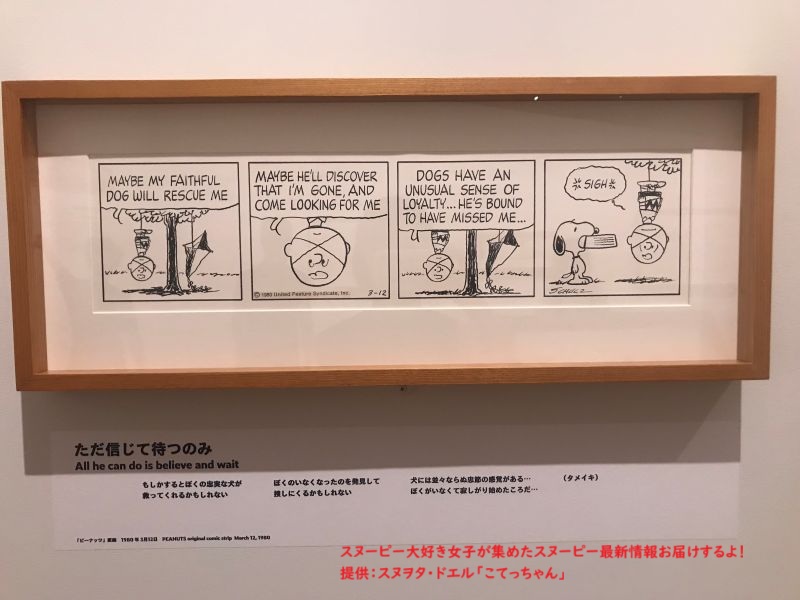 MAYBE MY FAITHFUL
DOG WILL RESCUE ME
MAYBE HE'LL DISCOVER
THAT I'M GONE, AND
COME LOOKING FOR ME
© 1980 United Feature Syndicate, Inc.
3-12
DOGS HAVE AN
UNUSUAL SENSE OF
LOYALTY... HE'S BOUND
TO HAVE MISSED ME...
*SIGH*
SCHULZ
ただ信じて待つのみ
All he can do is believe and wait
もしかするとぼくの忠実な犬が
救ってくれるかもしれない
ぼくのいなくなったのを発見して
捜しにくるかもしれない
犬には並々ならぬ忠節の感覚がある…
ぼくがいなくて寂しがり始めたころだ…
（タメイキ）
「ピーナッツ」原画 1980年3月12日 PEANUTS original comic strip March 12, 1980
スヌーピー大好き女子が集めたスヌーピー最新情報お届けするよ！
提供：スヌヲタ・ドエル「こてっちゃん」